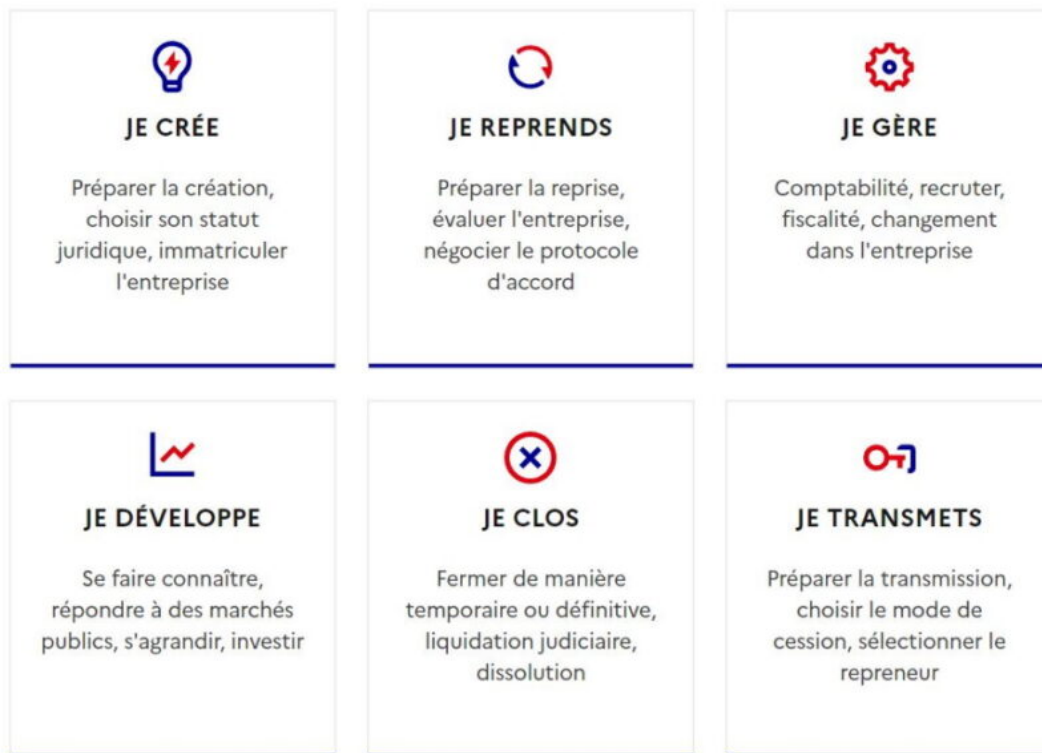 JE CRÉE
Préparer la création,
choisir son statut
juridique, immatriculer
l'entreprise
JE REPRENDS
Préparer la reprise,
évaluer l'entreprise,
négocier le protocole
d'accord
JE GÈRE
Comptabilité, recruter,
fiscalité, changement
dans l'entreprise
JE DÉVELOPPE
Se faire connaître,
répondre à des marchés
publics, s'agrandir, investir
JE CLOS
Fermer de manière
temporaire ou définitive,
liquidation judiciaire,
dissolution
JE TRANSMETS
Préparer la transmission,
choisir le mode de
cession, sélectionner le
repreneur